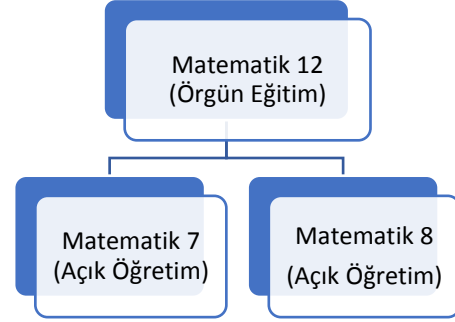 Matematik 12
(Örgün Eğitim)
Matematik 7
(Açık Öğretim)
Matematik 8
(Açık Öğretim)